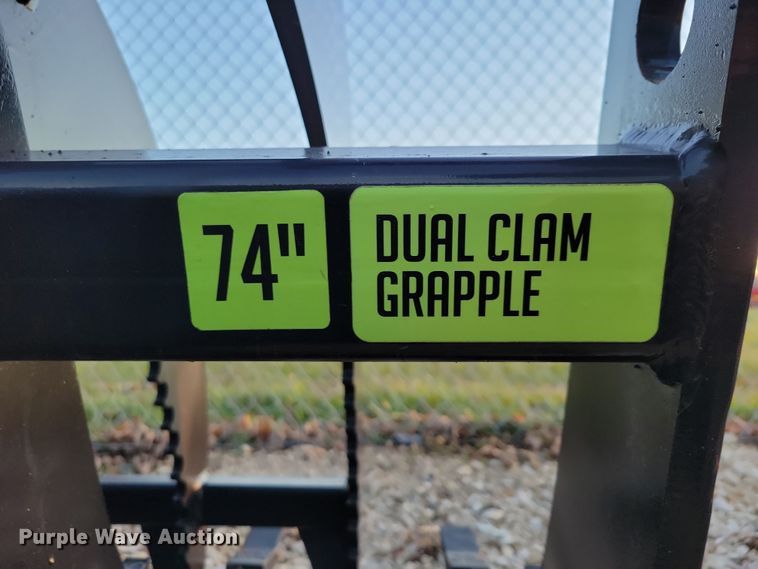 74"
DUAL CLAM
GRAPPLE
Purple Wave Auction